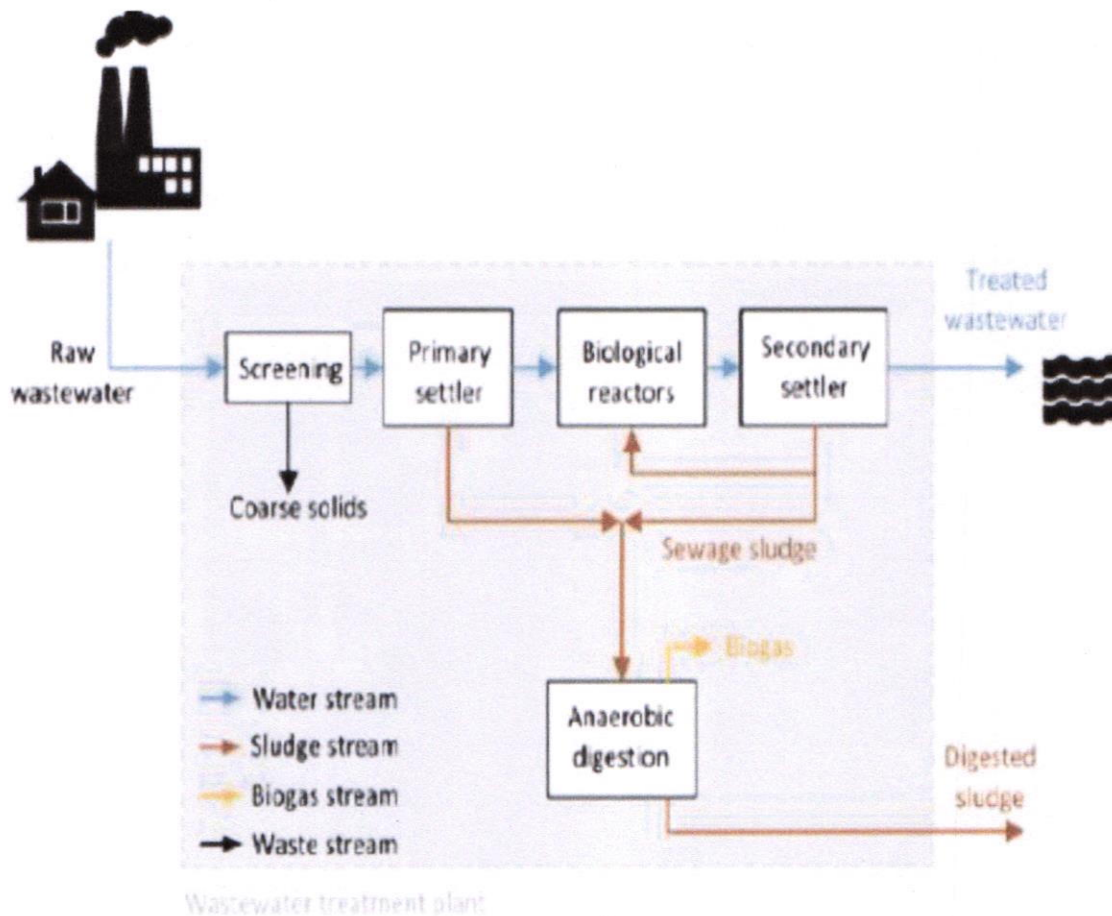 Raw
wastewater
Screening
Coarse solids
Primary
settler
Biological
reactors
Secondary
settler
Treated
wastewater
Sewage sludge
Biogas
Anaerobic
digestion
Digested
sludge
Water stream
Sludge stream
Biogas stream
Waste stream
Wastewater treatment plant